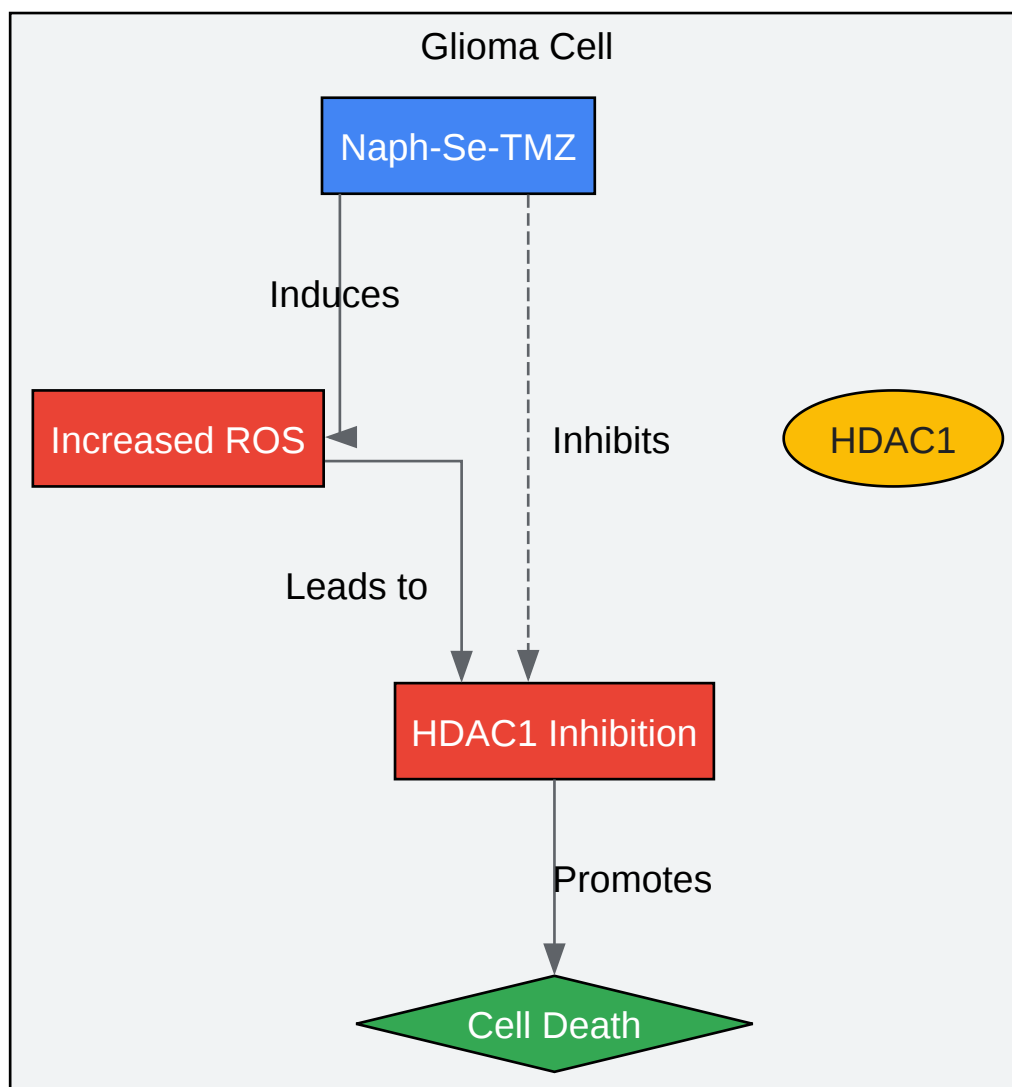 Glioma Cell
Naph-Se-TMZ
Induces
Increased ROS
Inhibits
HDAC1
Leads to
HDAC1 Inhibition
Promotes
Cell Death